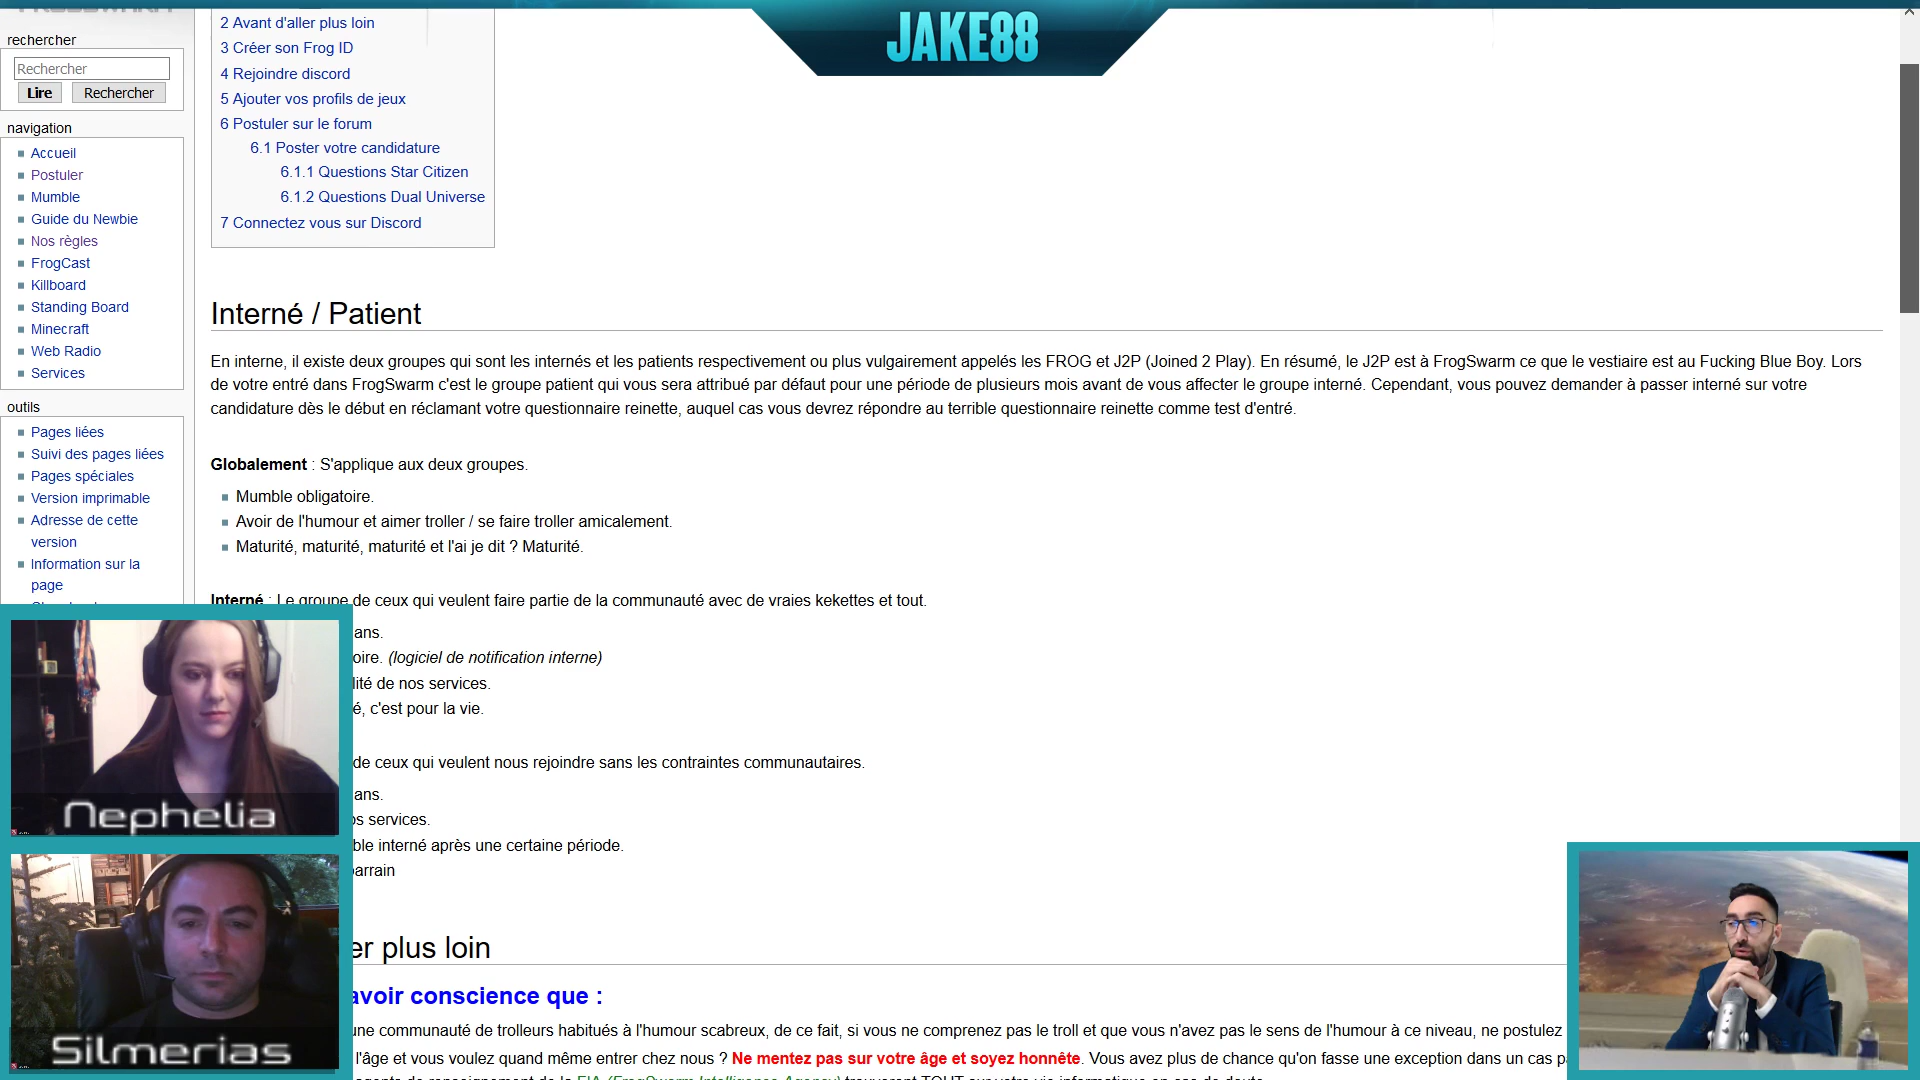 JAKE88
rechercher
Rechercher
Lire Rechercher
navigation
Accueil
Postuler
Mumble
Guide du Newbie
Nos règles
FrogCast
Killboard
Standing Board
Minecraft
Web Radio
Services
outils
Pages liées
Suivi des pages liées
Pages spéciales
Version imprimable
Adresse de cette
version
Information sur la
page
2 Avant d'aller plus loin
3 Créer son Frog ID
4 Rejoindre discord
5 Ajouter vos profils de jeux
6 Postuler sur le forum
6.1 Poster votre candidature
6.1.1 Questions Star Citizen
6.1.2 Questions Dual Universe
7 Connectez vous sur Discord
Interné / Patient
En interne, il existe deux groupes qui sont les internés et les patients respectivement ou plus vulgairement appelés les FROG et J2P (Joined 2 Play). En résumé, le J2P est à FrogSwarm ce que le vestiaire est au Fucking Blue Boy. Lors
de votre entré dans FrogSwarm c'est le groupe patient qui vous sera attribué par défaut pour une période de plusieurs mois avant de vous affecter le groupe interné. Cependant, vous pouvez demander à passer interné sur votre
candidature dès le début en réclamant votre questionnaire reinette, auquel cas vous devrez répondre au terrible questionnaire reinette comme test d'entré.
Globalement : S'applique aux deux groupes.
Mumble obligatoire.
Avoir de l'humour et aimer troller / se faire troller amicalement.
Maturité, maturité, maturité et l'ai je dit ? Maturité.
Interné : Le groupe de ceux qui veulent faire partie de la communauté avec de vraies kekettes et tout.
ans.
oire. (logiciel de notification interne)
lité de nos services.
é, c'est pour la vie.
de ceux qui veulent nous rejoindre sans les contraintes communautaires.
ans.
os services.
ble interné après une certaine période.
parrain
er plus loin
avoir conscience que :
une communauté de trolleurs habitués à l'humour scabreux, de ce fait, si vous ne comprenez pas le troll et que vous n'avez pas le sens de l'humour à ce niveau, ne postulez
l'âge et vous voulez quand même entrer chez nous ? Ne mentez pas sur votre âge et soyez honnête. Vous avez plus de chance qu'on fasse une exception dans un cas
Nephelia
Silmerias